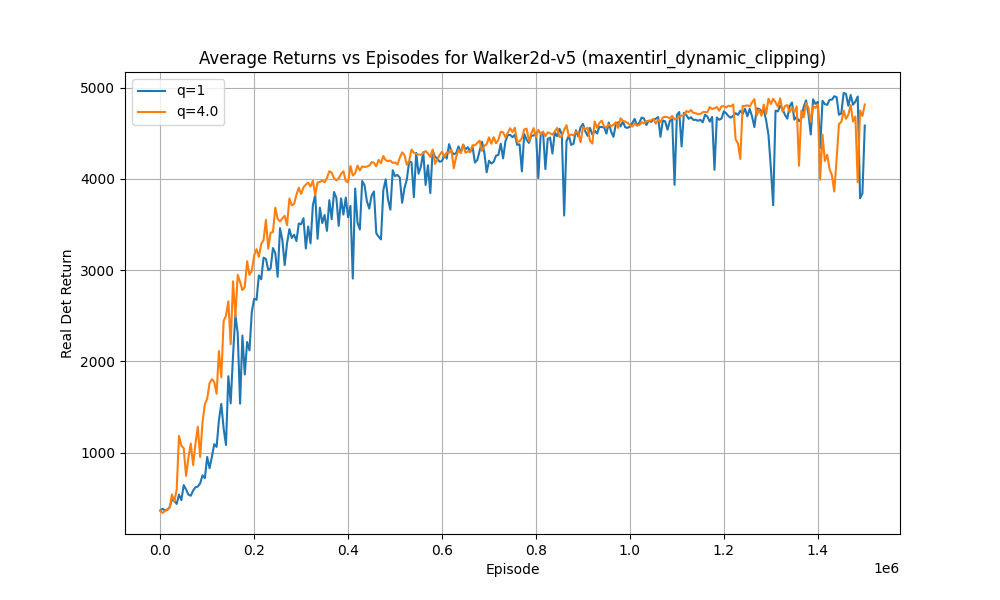 Average Returns vs Episodes for Walker2d-v5 (maxentirl_dynamic_clipping)
q=1
q=4.0
Real Det Return
5000
4000
3000
2000
1000
0.0 0.2 0.4 0.6 0.8 1.0 1.2 1.4
1e6
Episode